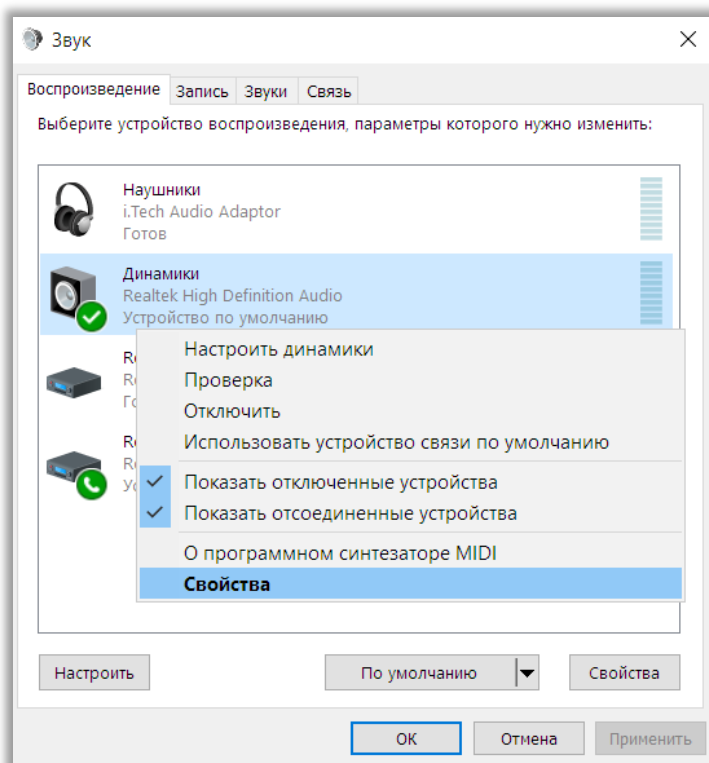 Звук
Воспроизведение Запись Звуки Связь
Выберите устройство воспроизведения, параметры которого нужно изменить:
Наушники
i.Tech Audio Adaptor
Готов
Динамики
Realtek High Definition Audio
Устройство по умолчанию
Настроить динамики
Проверка
Отключить
Использовать устройство связи по умолчанию
Показать отключенные устройства
Показать отсоединенные устройства
О программном синтезаторе MIDI
Свойства
Настроить По умолчанию Свойства
ОК Отмена Применить